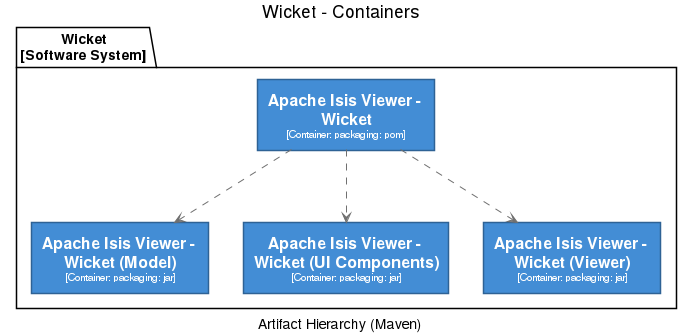 Wicket - Containers
Wicket
[Software System]
Apache Isis Viewer -
Wicket
[Container: packaging: pom]
Apache Isis Viewer -
Wicket (Model)
[Container: packaging: jar]
Apache Isis Viewer -
Wicket (UI Components)
[Container: packaging: jar]
Apache Isis Viewer -
Wicket (Viewer)
[Container: packaging: jar]
Artifact Hierarchy (Maven)